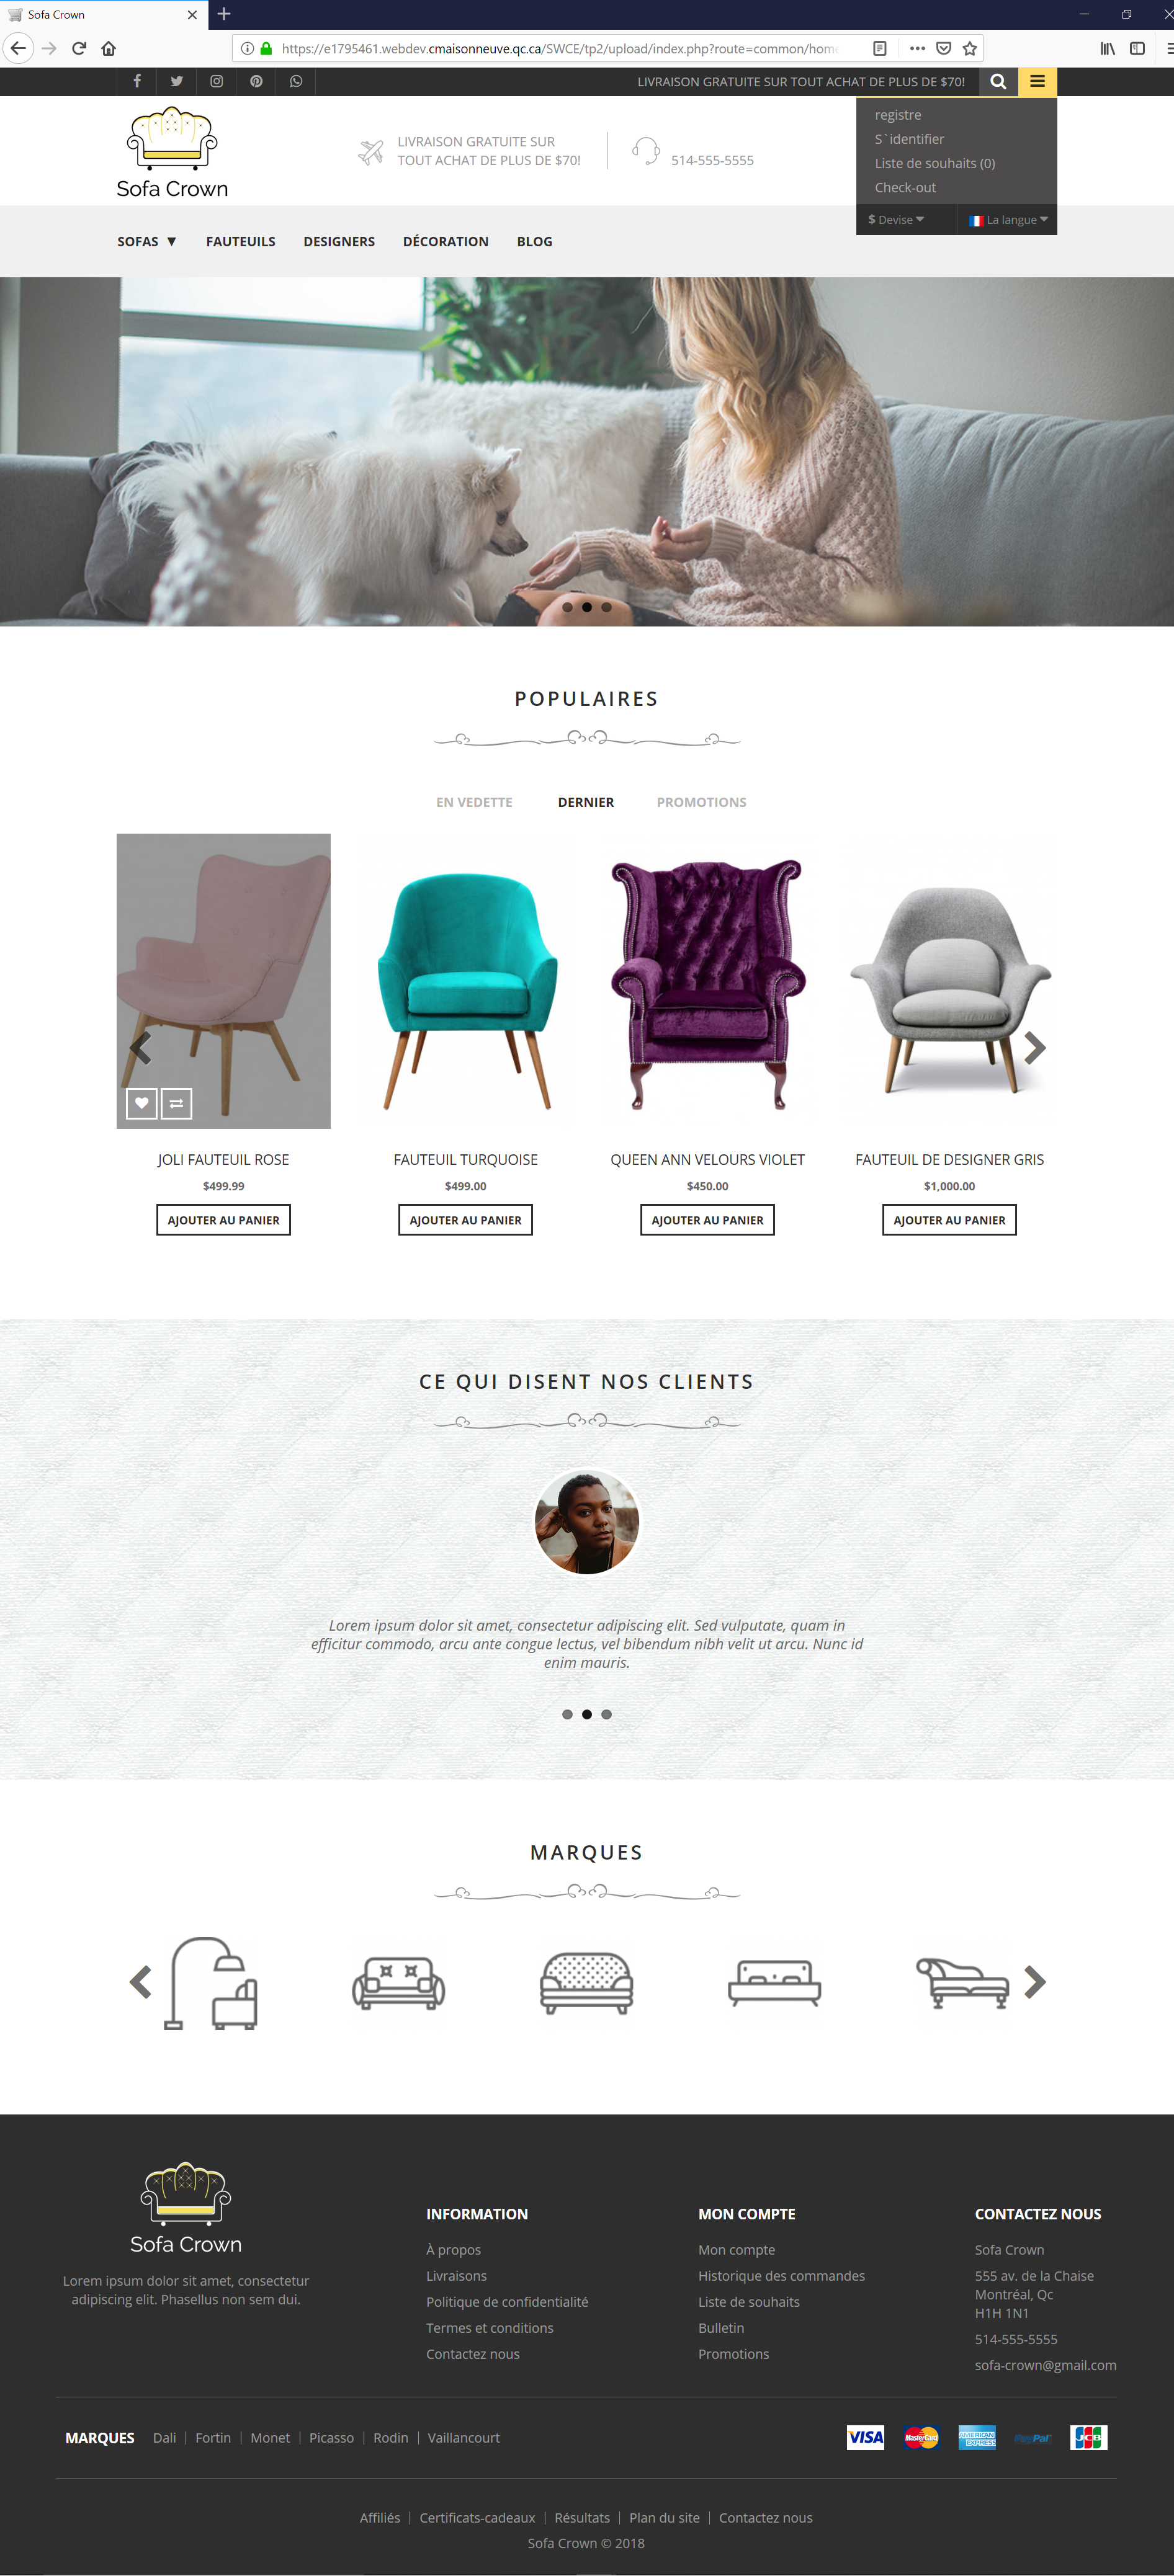 Sofa Crown
https://e1795461.webdev.cmaisonneuve.qc.ca/SWCE/tp2/upload/index.php?route=common/hom
LIVRAISON GRATUITE SUR TOUT ACHAT DE PLUS DE $70!
Sofa Crown
LIVRAISON GRATUITE SUR
TOUT ACHAT DE PLUS DE $70!
514-555-5555
registre
S`identifier
Liste de souhaits (0)
Check-out
$ Devise
La langue
SOFAS ▼ FAUTEUILS DESIGNERS DÉCORATION BLOG
POPULAIRES
EN VEDETTE DERNIER PROMOTIONS
JOLI FAUTEUIL ROSE
$499.99
AJOUTER AU PANIER
FAUTEUIL TURQUOISE
$499.00
AJOUTER AU PANIER
QUEEN ANN VELOURS VIOLET
$450.00
AJOUTER AU PANIER
FAUTEUIL DE DESIGNER GRIS
$1,000.00
AJOUTER AU PANIER
CE QUI DISENT NOS CLIENTS
Lorem ipsum dolor sit amet, consectetur adipiscing elit. Sed vulputate, quam in
efficitur commodo, arcu ante congue lectus, vel bibendum nibh velit ut arcu. Nunc id
enim mauris.
MARQUES
Sofa Crown
Lorem ipsum dolor sit amet, consectetur
adipiscing elit. Phasellus non sem dui.
INFORMATION
À propos
Livraisons
Politique de confidentialité
Termes et conditions
Contactez nous
MON COMPTE
Mon compte
Historique des commandes
Liste de souhaits
Bulletin
Promotions
CONTACTEZ NOUS
Sofa Crown
555 av. de la Chaise
Montréal, Qc
H1H 1N1
514-555-5555
sofa-crown@gmail.com
MARQUES Dali | Fortin | Monet | Picasso | Rodin | Vaillancourt
VISA MasterCard AMERICAN EXPRESS PayPal JCB
Affiliés | Certificats-cadeaux | Résultats | Plan du site | Contactez nous
Sofa Crown © 2018